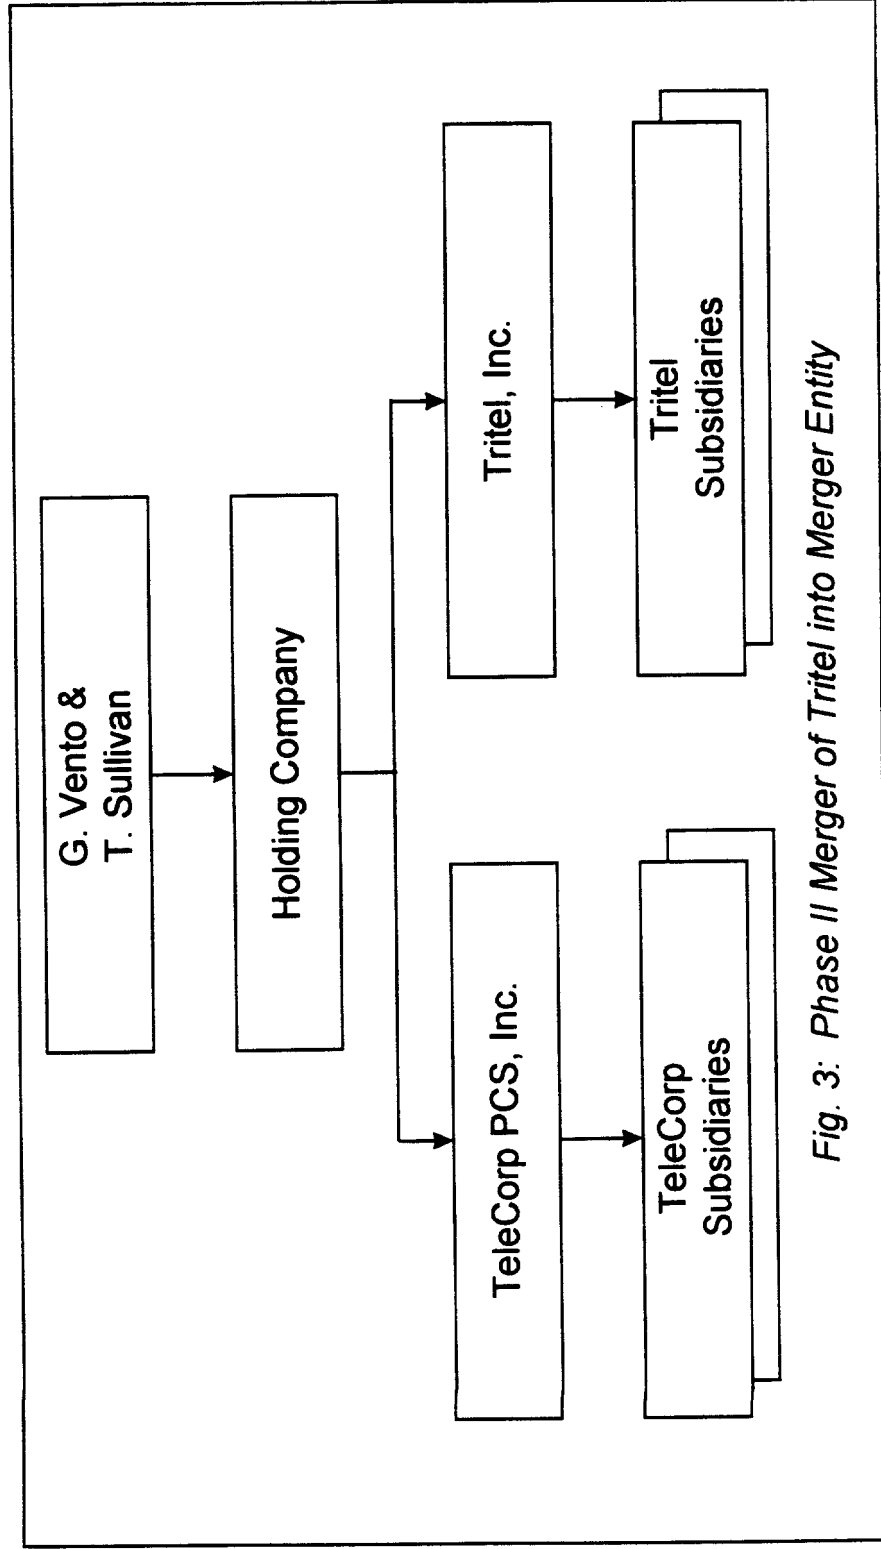 G. Vento &
T. Sullivan
Holding Company
TeleCorp PCS, Inc.
Tritel, Inc.
TeleCorp
Subsidiaries
Tritel
Subsidiaries
Fig. 3: Phase II Merger of Tritel into Merger Entity